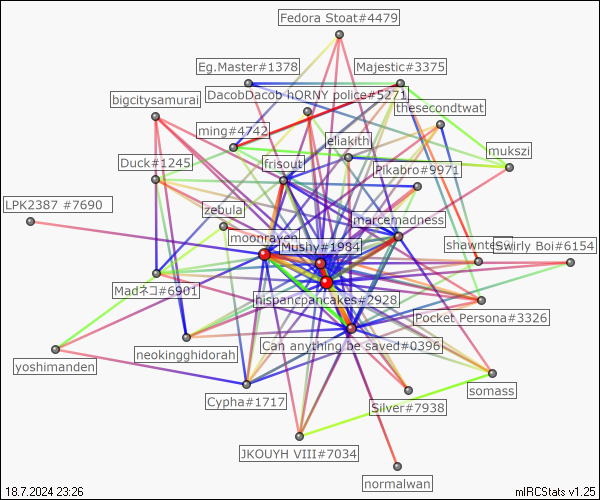 Fedora Stoat#4479
Eg.Master#1378
Majestic#3375
DacobDacob hORNY police#5271
bigcitysamurai
thesecondtwat
ming#4742
eliakith
mukszi
Duck#1245
frisout
Pikabro#9971
LPK2387 #7690
zebula
marcemadness
moonraven
Mushy#1984
Swirly Boi#6154
Madネコ#6901
hispancpancakes#2928
Pocket Persona#3326
Can anything be saved#0396
neokingghidorah
yoshimanden
somass
Cypha#1717
Silver#7938
JKOUYH VIII#7034
normalwan
18.7.2024 23:26
mIRCStats v1.25